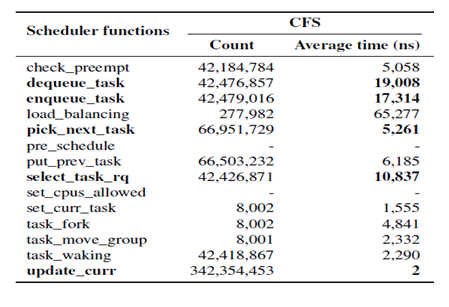 CFS
Scheduler functions
Count Average time (ns)
check_preempt 42,184,784 5,058
dequeue_task 42,476,857 19,008
enqueue_task 42,479,016 17,314
load_balancing 277,982 65,277
pick_next_task 66,951,729 5,261
pre_schedule - -
put_prev_task 66,503,232 6,185
select_task_rq 42,426,871 10,837
set_cpus_allowed - -
set_curr_task 8,002 1,555
task_fork 8,002 4,841
task_move_group 8,001 2,332
task_waking 42,418,867 2,290
update_curr 342,354,453 2